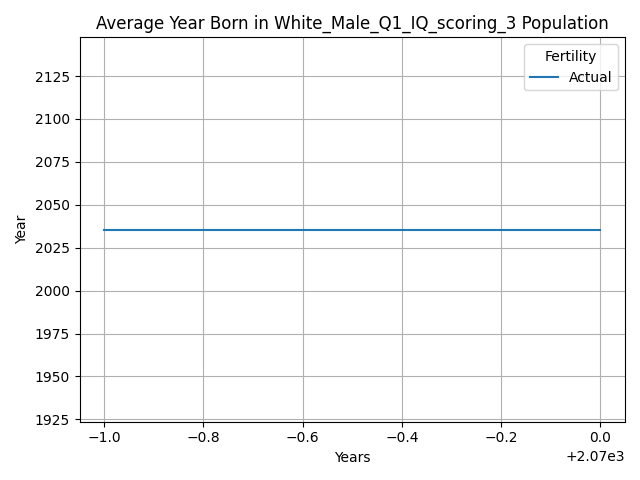 Average Year Born in White_Male_Q1_IQ_scoring_3 Population
Fertility
Actual
2125
2100
2075
2050
2025
2000
1975
1950
1925
Year
−1.0 −0.8 −0.6 −0.4 −0.2 0.0
Years
+2.07e3